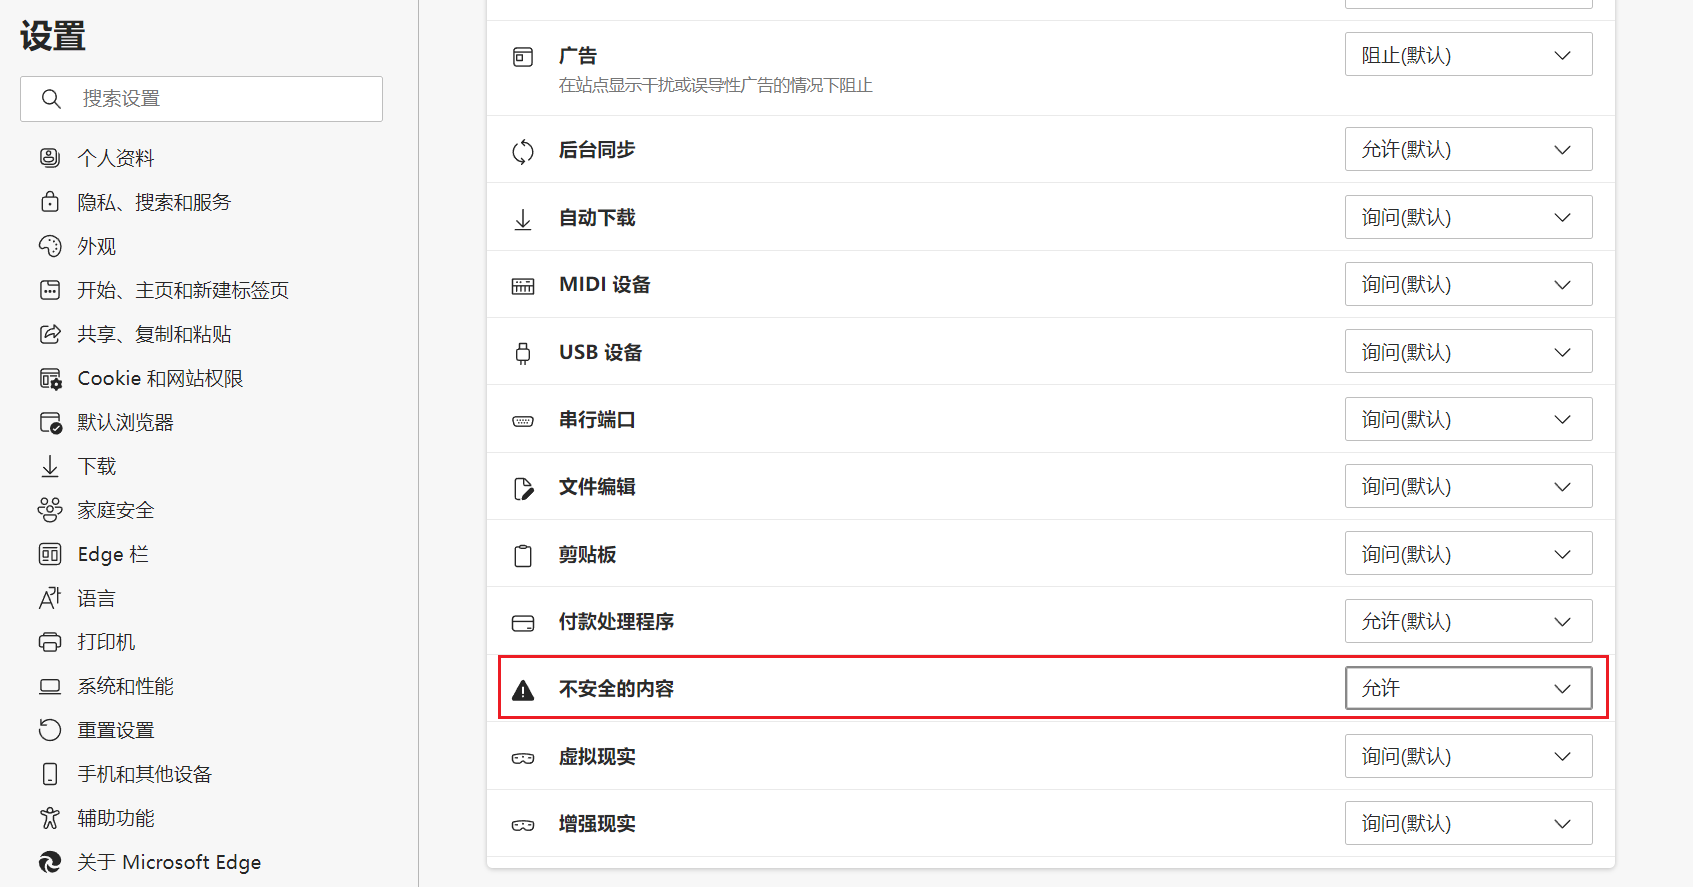 设置
搜索设置
个人资料
隐私、搜索和服务
外观
开始、主页和新建标签页
共享、复制和粘贴
Cookie 和网站权限
默认浏览器
下载
家庭安全
Edge 栏
语言
打印机
系统和性能
重置设置
手机和其他设备
辅助功能
关于 Microsoft Edge
广告 阻止(默认)
在站点显示干扰或误导性广告的情况下阻止
后台同步 允许(默认)
自动下载 询问(默认)
MIDI 设备 询问(默认)
USB 设备 询问(默认)
串行端口 询问(默认)
文件编辑 询问(默认)
剪贴板 询问(默认)
付款处理程序 允许(默认)
不安全的内容 允许
虚拟现实 询问(默认)
增强现实 询问(默认)